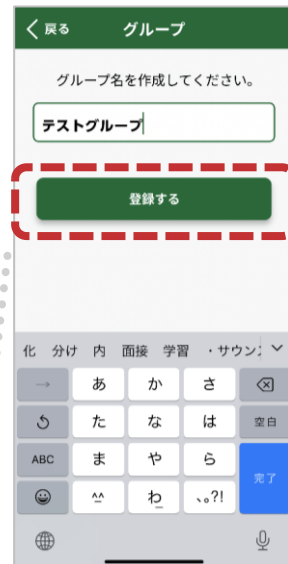 戻る グループ
グループ名を作成してください。
テストグループ
登録する
化 分け 内 面接 学習 ・サウンス
→ あ か さ
た な は 空白
ABC ま や ら
^^ わ_ 、。?!
完了